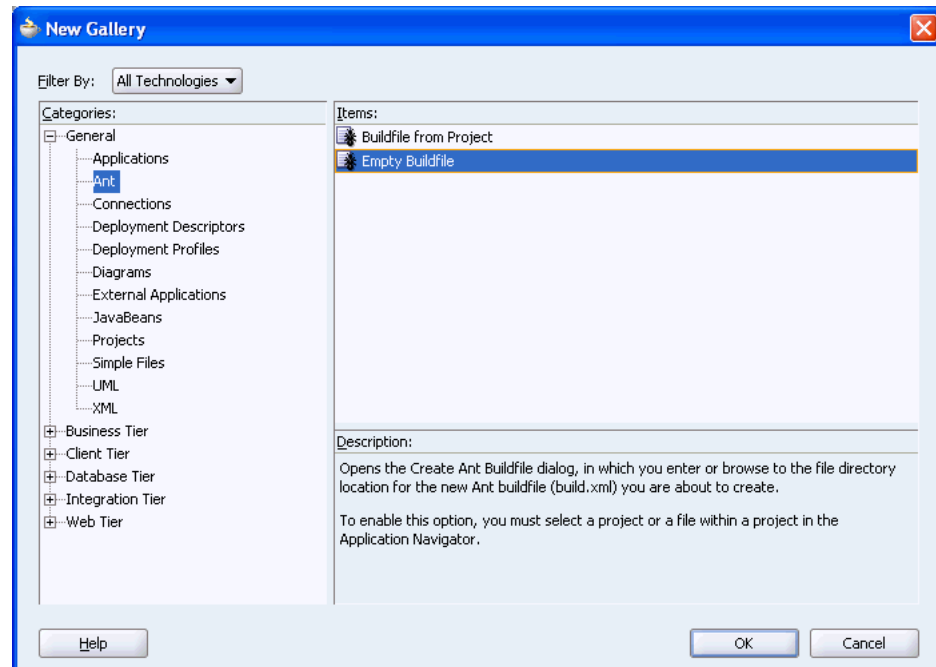 New Gallery
Filter By: All Technologies
Categories:
General
Applications
Ant
Connections
Deployment Descriptors
Deployment Profiles
Diagrams
External Applications
JavaBeans
Projects
Simple Files
UML
XML
Business Tier
Client Tier
Database Tier
Integration Tier
Web Tier
Items:
Buildfile from Project
Empty Buildfile
Description:
Opens the Create Ant Buildfile dialog, in which you enter or browse to the file directory
location for the new Ant buildfile (build.xml) you are about to create.
To enable this option, you must select a project or a file within a project in the
Application Navigator.
Help OK Cancel